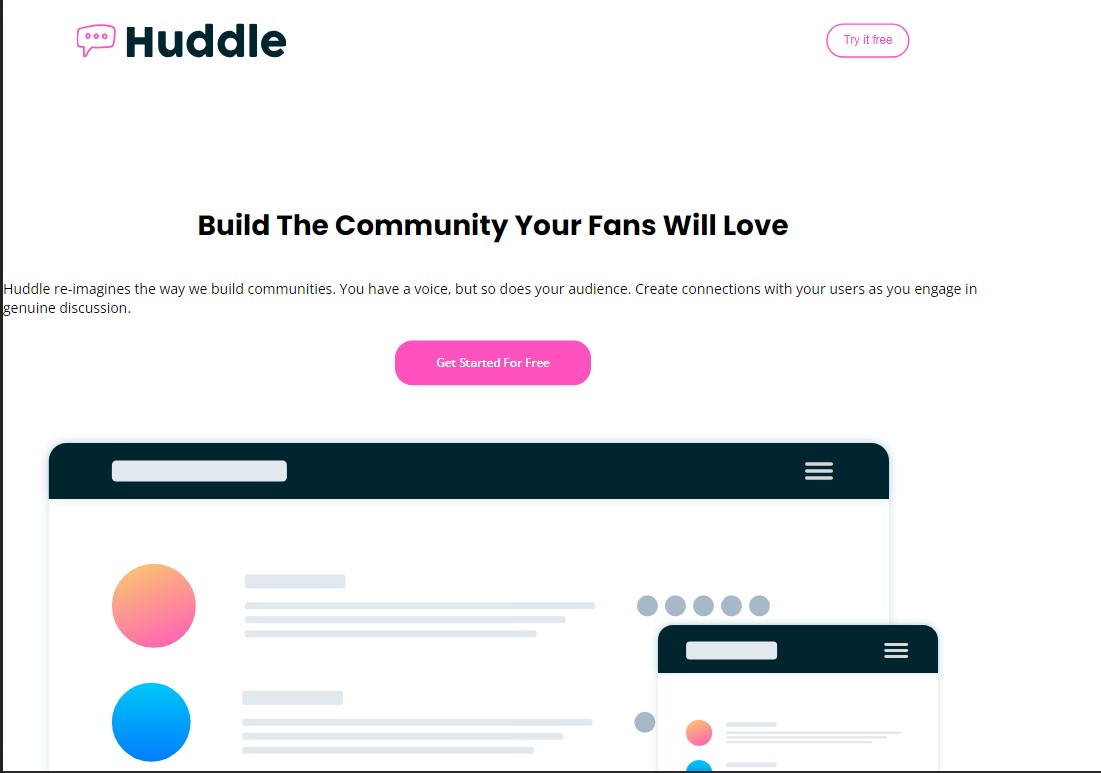 Huddle
Try it free
Build The Community Your Fans Will Love
Huddle re-imagines the way we build communities. You have a voice, but so does your audience. Create connections with your users as you engage in
genuine discussion.
Get Started For Free